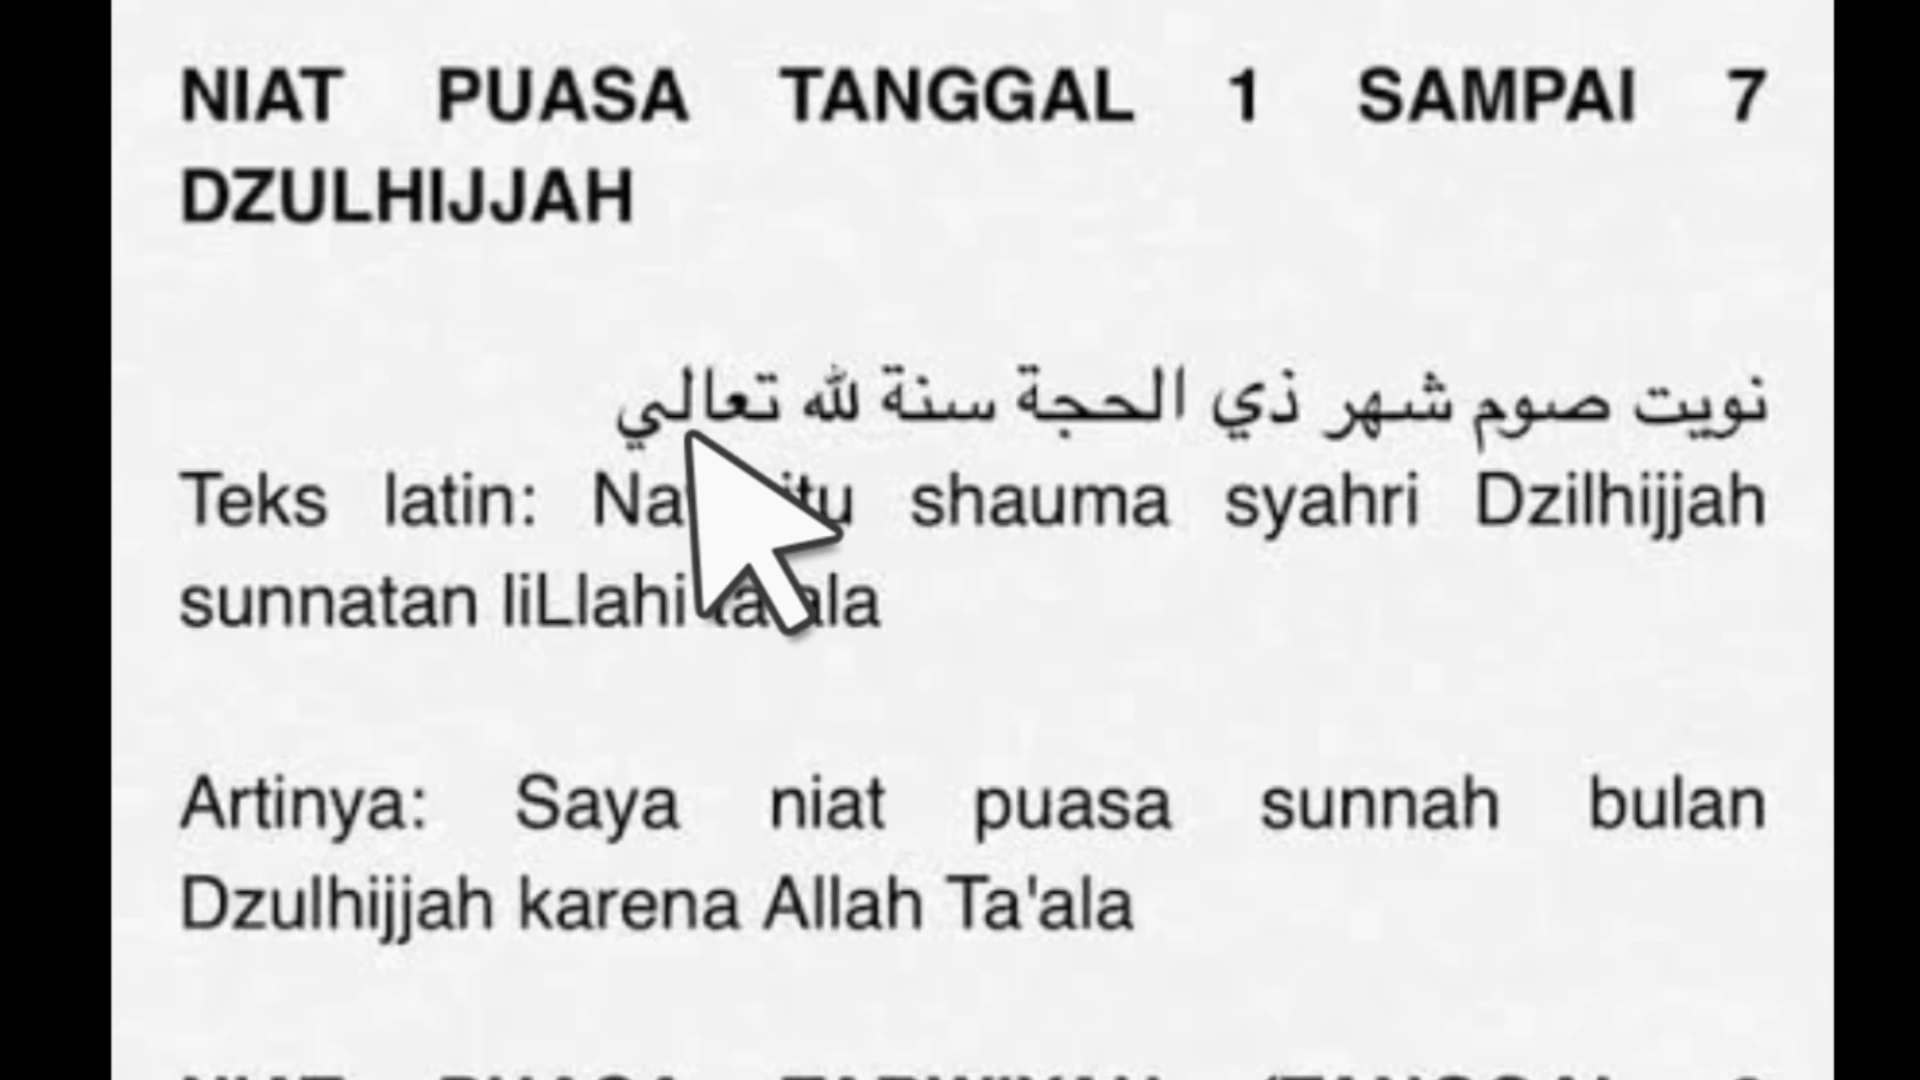 NIAT PUASA TANGGAL 1 SAMPAI 7
DZULHIJJAH
نويت صوم شهر ذي الحجة سنة لله تعالي
Teks latin: shauma syahri Dzilhijjah
sunnatan liLlahi
Artinya: Saya niat puasa sunnah bulan
Dzulhijjah karena Allah Ta'ala